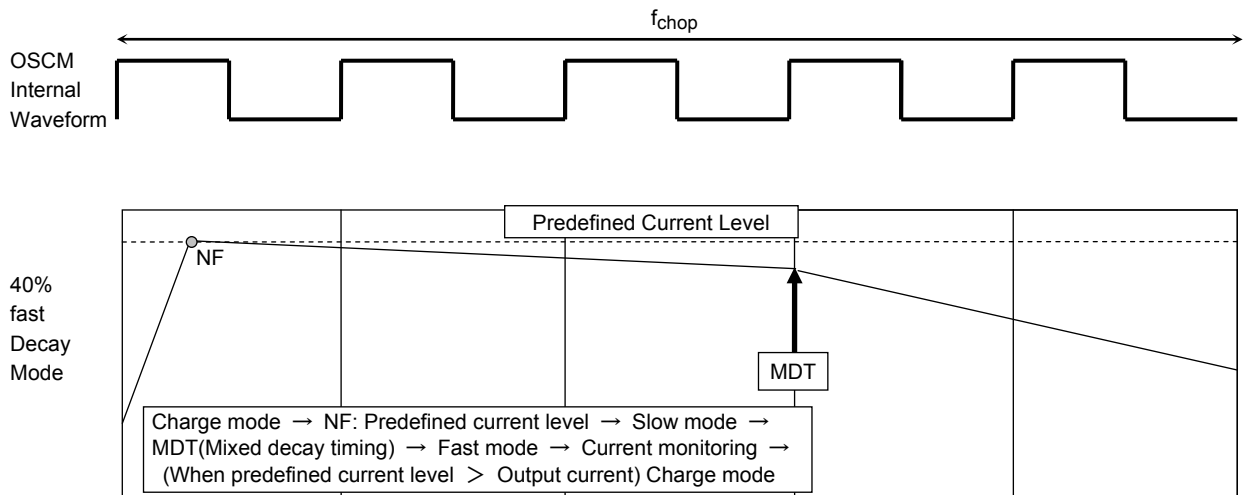 fchop
OSCM
Internal
Waveform
Predefined Current Level
NF
40%
fast
Decay
Mode
MDT
Charge mode → NF: Predefined current level → Slow mode →
MDT(Mixed decay timing) → Fast mode → Current monitoring →
(When predefined current level ＞ Output current) Charge mode